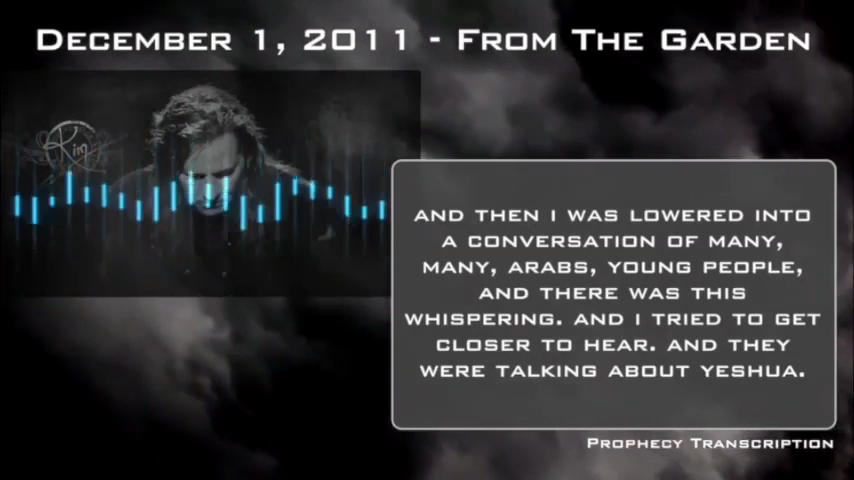 December 1, 2011 - From The Garden
Kim
AND THEN I WAS LOWERED INTO
A CONVERSATION OF MANY,
MANY, ARABS, YOUNG PEOPLE,
AND THERE WAS THIS
WHISPERING. AND I TRIED TO GET
CLOSER TO HEAR. AND THEY
WERE TALKING ABOUT YESHUA.
Prophecy Transcription